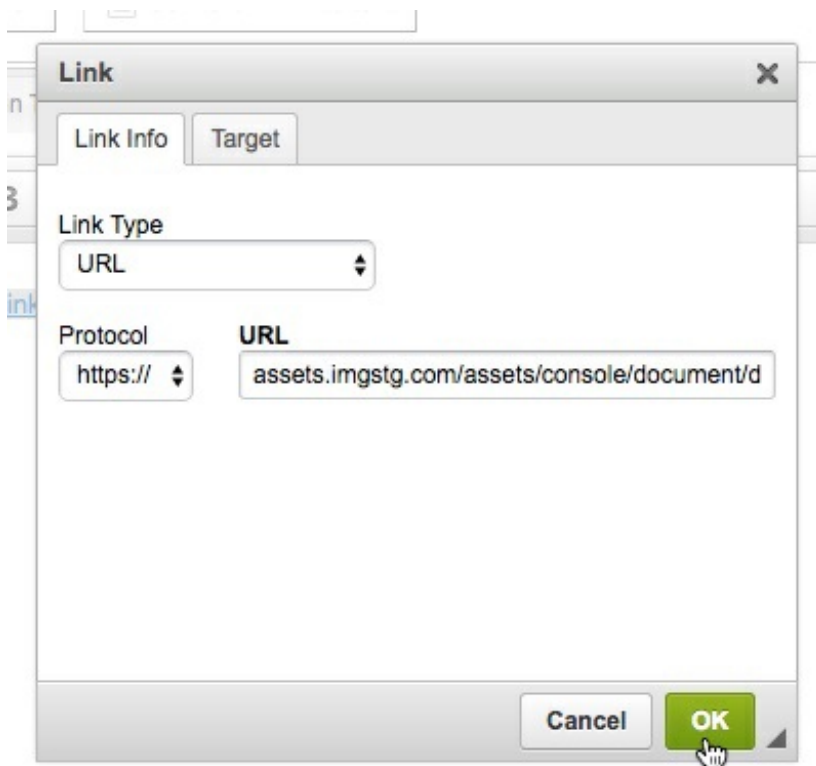 Link
Link Info Target
Link Type
URL
Protocol URL
https:// assets.imgstg.com/assets/console/document/d
Cancel OK